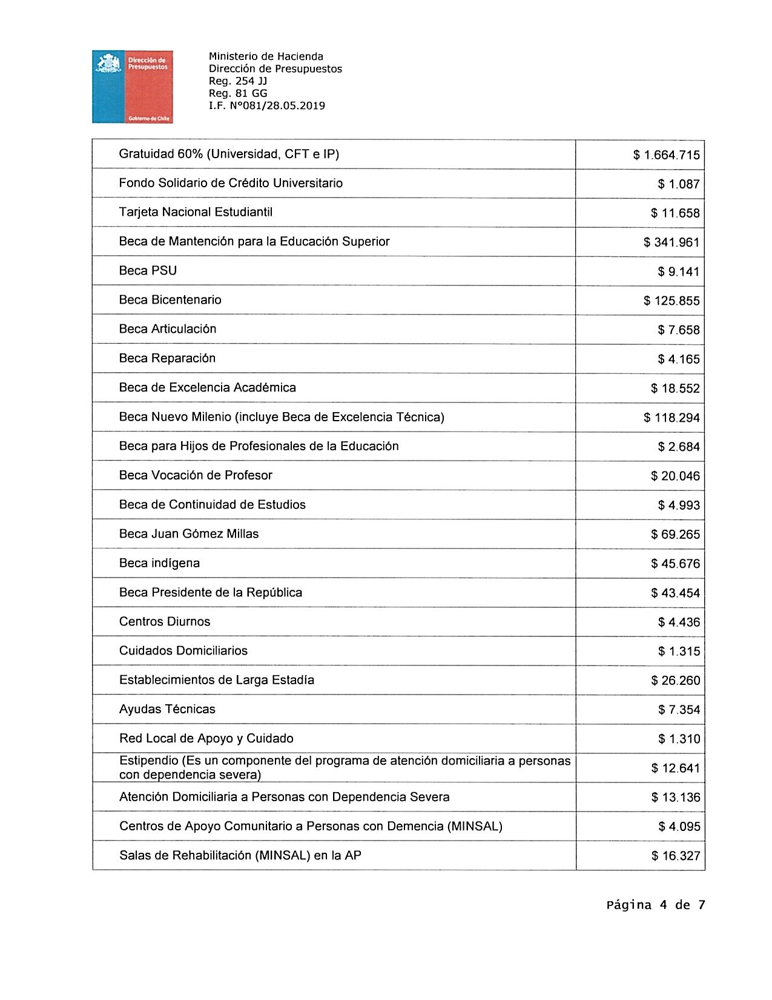 Dirección de
Presupuestos
Gobierno de Chile
Ministerio de Hacienda
Dirección de Presupuestos
Reg. 254 JJ
Reg. 81 GG
I.F. N°081/28.05.2019
Gratuidad 60% (Universidad, CFT e IP) $ 1.664.715
Fondo Solidario de Crédito Universitario $ 1.087
Tarjeta Nacional Estudiantil $ 11.658
Beca de Mantención para la Educación Superior $ 341.961
Beca PSU $ 9.141
Beca Bicentenario $ 125.855
Beca Articulación $ 7.658
Beca Reparación $ 4.165
Beca de Excelencia Académica $ 18.552
Beca Nuevo Milenio (incluye Beca de Excelencia Técnica) $ 118.294
Beca para Hijos de Profesionales de la Educación $ 2.684
Beca Vocación de Profesor $ 20.046
Beca de Continuidad de Estudios $ 4.993
Beca Juan Gómez Millas $ 69.265
Beca indígena $ 45.676
Beca Presidente de la República $ 43.454
Centros Diurnos $ 4.436
Cuidados Domiciliarios $ 1.315
Establecimientos de Larga Estadía $ 26.260
Ayudas Técnicas $ 7.354
Red Local de Apoyo y Cuidado $ 1.310
Estipendio (Es un componente del programa de atención domiciliaria a personas
con dependencia severa) $ 12.641
Atención Domiciliaria a Personas con Dependencia Severa $ 13.136
Centros de Apoyo Comunitario a Personas con Demencia (MINSAL) $ 4.095
Salas de Rehabilitación (MINSAL) en la AP $ 16.327
Página 4 de 7